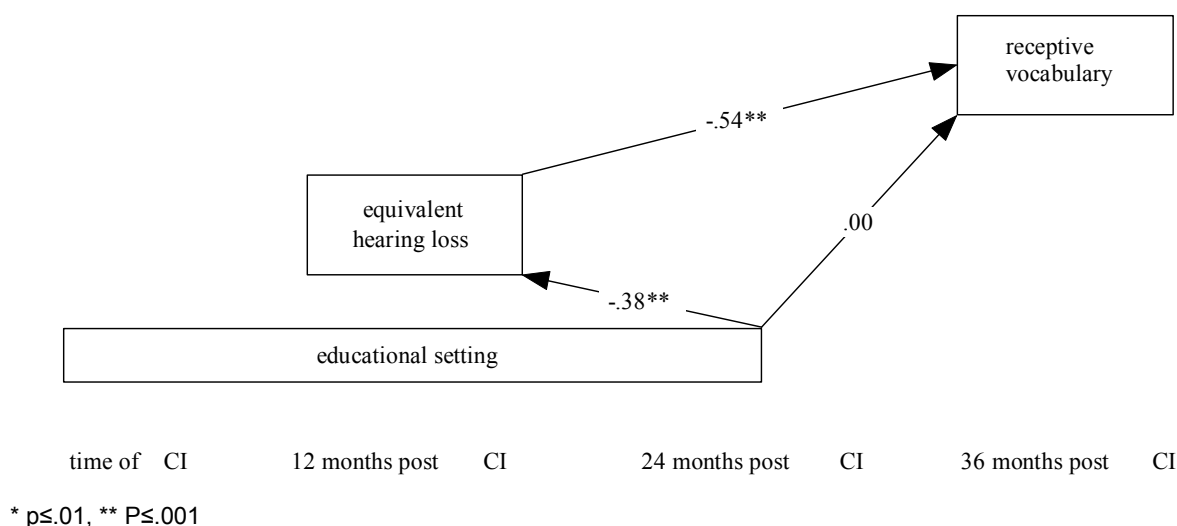 receptive
vocabulary
-.54**
equivalent
hearing loss
.00
-.38**
educational setting
time of CI 12 months post CI 24 months post CI 36 months post CI
* p≤.01, ** P≤.001